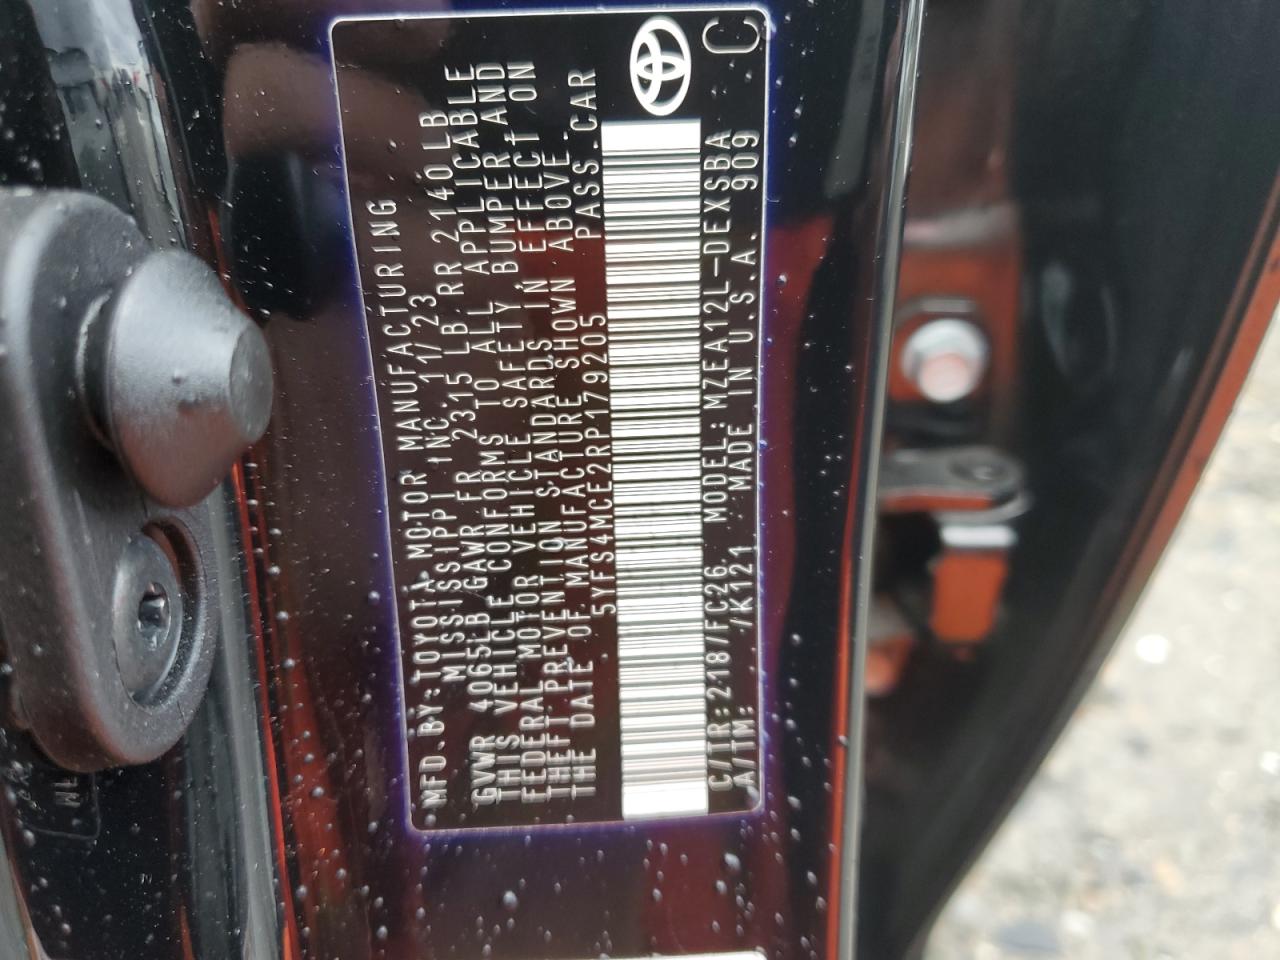 MFD. BY: TOYOTA MOTOR MANUFACTURING
MISSISSIPPI INC. 11/23
GVWR 4065LB GAWR FR 2315 LB RR 2140 LB
THIS VEHICLE CONFORMS TO ALL APPLICABLE
FEDERAL MOTOR VEHICLE SAFETY, BUMPER AND
THEFT PREVENTION STANDARDS IN EFFECT ON
THE DATE OF MANUFACTURE SHOWN ABOVE.
5YFS4MCE2RP179205 PASS.CAR
C/TR:218/FC26 MODEL:MZEA12L-DEXSBA
A/TM: /K121 MADE IN U.S.A. 909
C